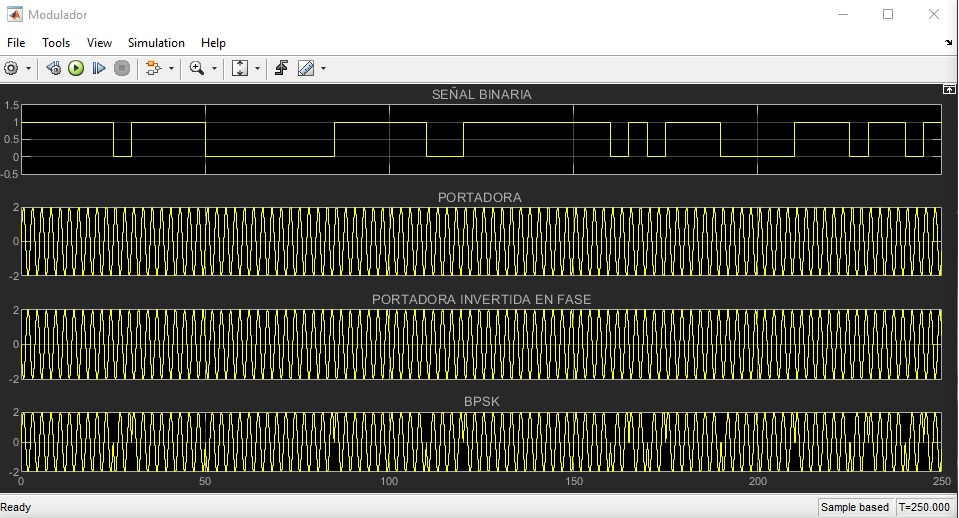 Modulador
File Tools View Simulation Help
SEÑAL BINARIA
1.5
1
0.5
0
-0.5
PORTADORA
2
0
-2
PORTADORA INVERTIDA EN FASE
2
0
-2
BPSK
2
0
-2
0 50 100 150 200 250
Ready Sample based T=250.000